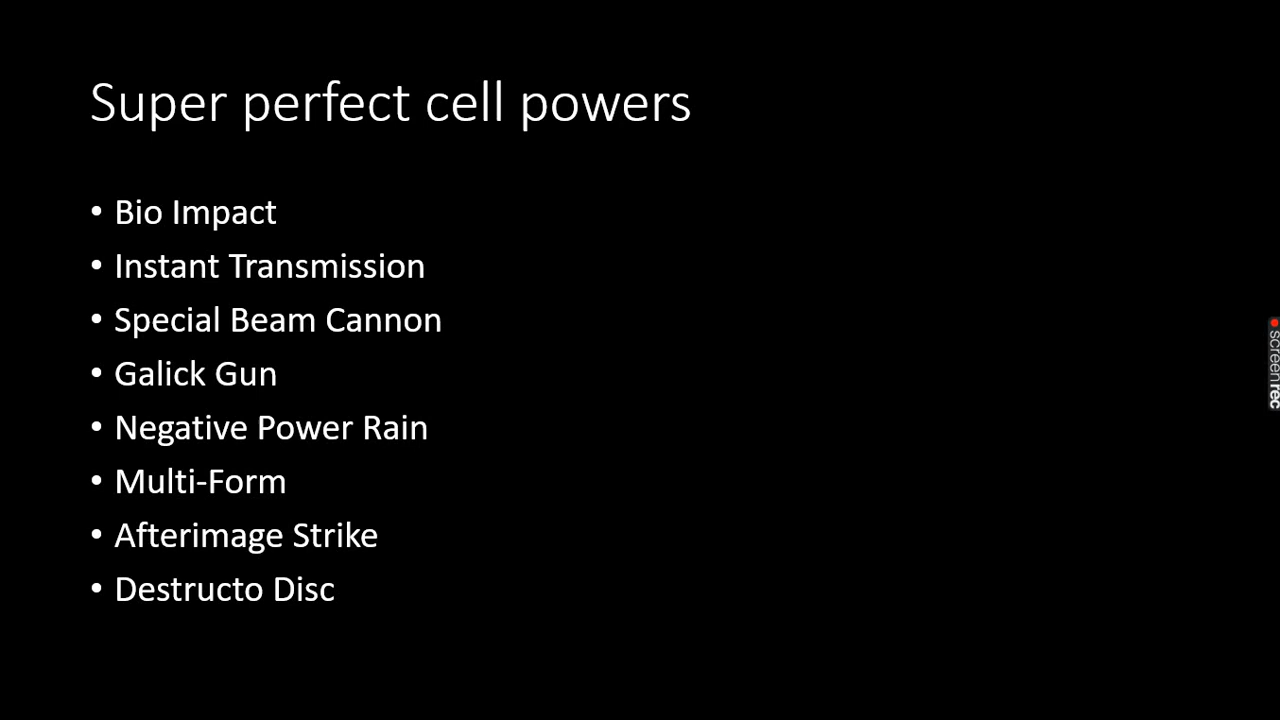 Super perfect cell powers
• Bio Impact
• Instant Transmission
• Special Beam Cannon
• Galick Gun
• Negative Power Rain
• Multi-Form
• Afterimage Strike
• Destructo Disc
screenrec